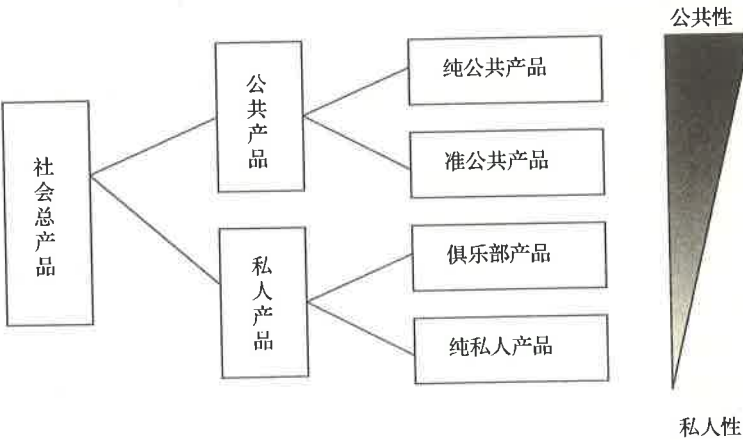 公共性
纯公共产品
公共产品
准公共产品
社会总产品
俱乐部产品
私人产品
纯私人产品
私人性